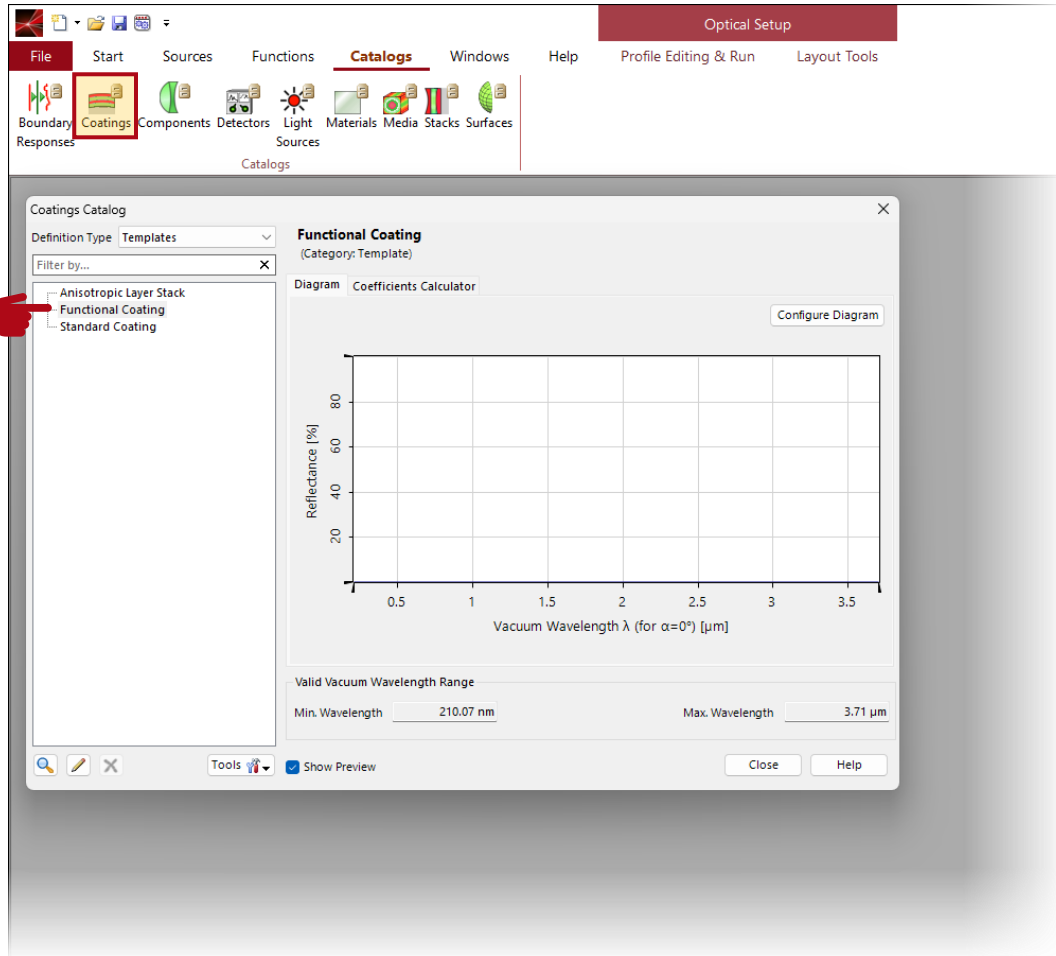 Optical Setup
File Start Sources Functions Catalogs Windows Help Profile Editing & Run Layout Tools
Boundary Responses
Coatings
Components
Detectors
Light Sources
Materials
Media
Stacks
Surfaces
Catalogs
Coatings Catalog
Definition Type Templates
Filter by...
Anisotropic Layer Stack
Functional Coating
Standard Coating
Tools
Functional Coating
(Category: Template)
Diagram Coefficients Calculator
Configure Diagram
Reflectance [%]
80
60
40
20
0.5 1 1.5 2 2.5 3 3.5
Vacuum Wavelength λ (for α=0°) [µm]
Valid Vacuum Wavelength Range
Min. Wavelength 210.07 nm Max. Wavelength 3.71 µm
Show Preview
Close Help